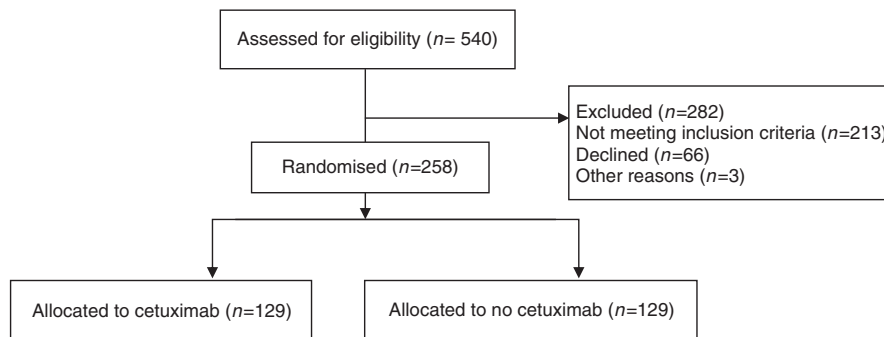 Assessed for eligibility (n= 540)
Excluded (n=282)
Not meeting inclusion criteria (n=213)
Declined (n=66)
Other reasons (n=3)
Randomised (n=258)
Allocated to cetuximab (n=129)
Allocated to no cetuximab (n=129)